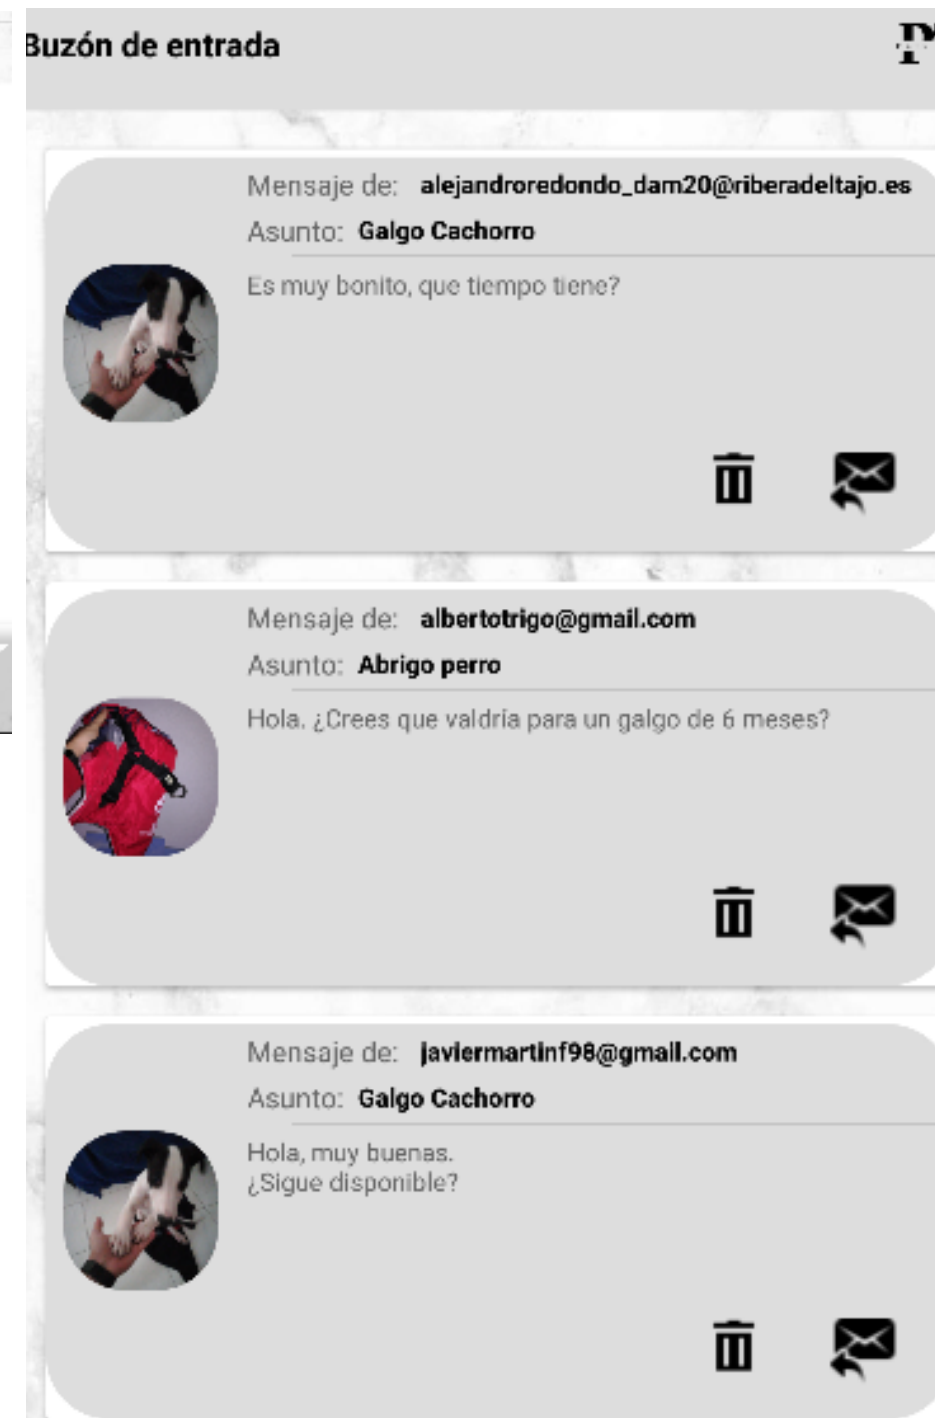 Buzón de entrada
Mensaje de: alejandroredondo_dam20@riberadeltajo.es
Asunto: Galgo Cachorro
Es muy bonito, que tiempo tiene?
Mensaje de: albertotrigo@gmail.com
Asunto: Abrigo perro
Hola. ¿Crees que valdría para un galgo de 6 meses?
Mensaje de: javiermartinf98@gmail.com
Asunto: Galgo Cachorro
Hola, muy buenas.
¿Sigue disponible?